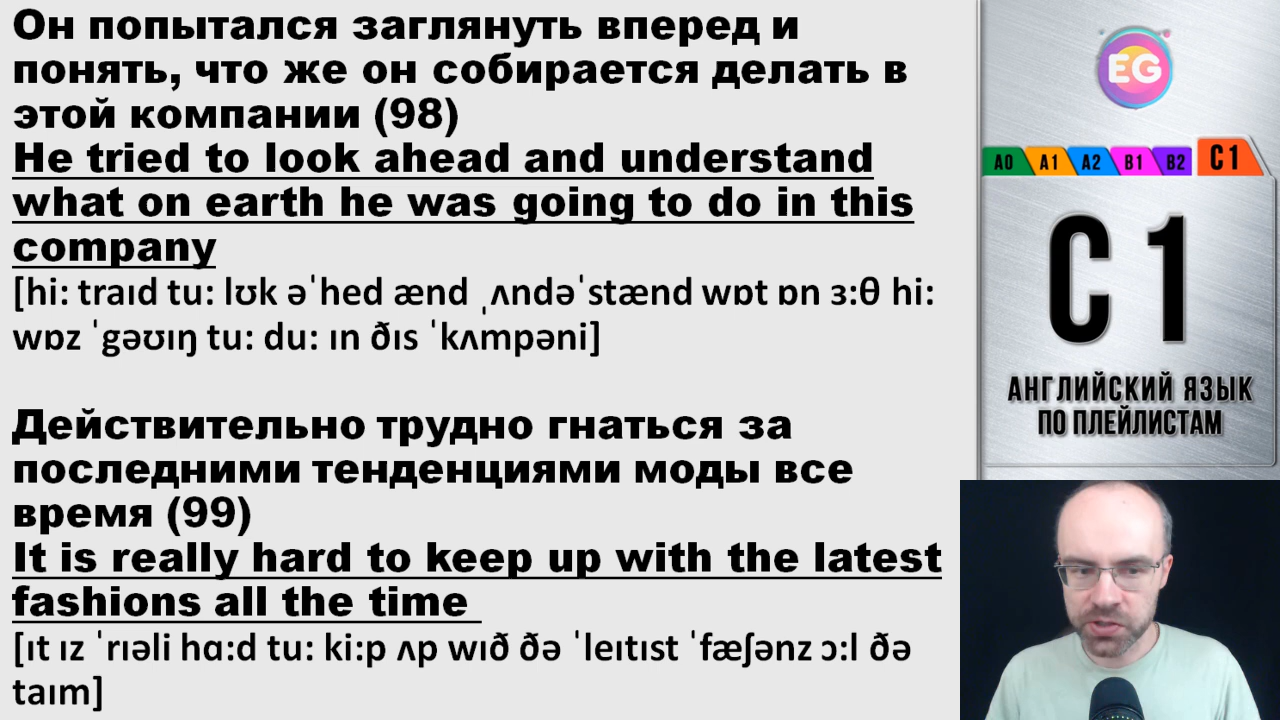 Он попытался заглянуть вперед и
понять, что же он собирается делать в
этой компании (98)
He tried to look ahead and understand
what on earth he was going to do in this
company
[hi: traɪd tu: lʊk əˈhed ænd ˌʌndəˈstænd wɒt ɒn ɜ:θ hi:
wɒz ˈgəʊɪŋ tu: du: ɪn ðɪs ˈkʌmpəni]
Действительно трудно гнаться за
последними тенденциями моды все
время (99)
It is really hard to keep up with the latest
fashions all the time
[ɪt ɪz ˈrɪəli hɑ:d tu: ki:p ʌp wɪð ðə ˈleɪtɪst ˈfæʃənz ɔ:l ðə
taɪm]
EG
A0 A1 A2 B1 B2 C1
C1
АНГЛИЙСКИЙ ЯЗЫК
ПО ПЛЕЙЛИСТАМ